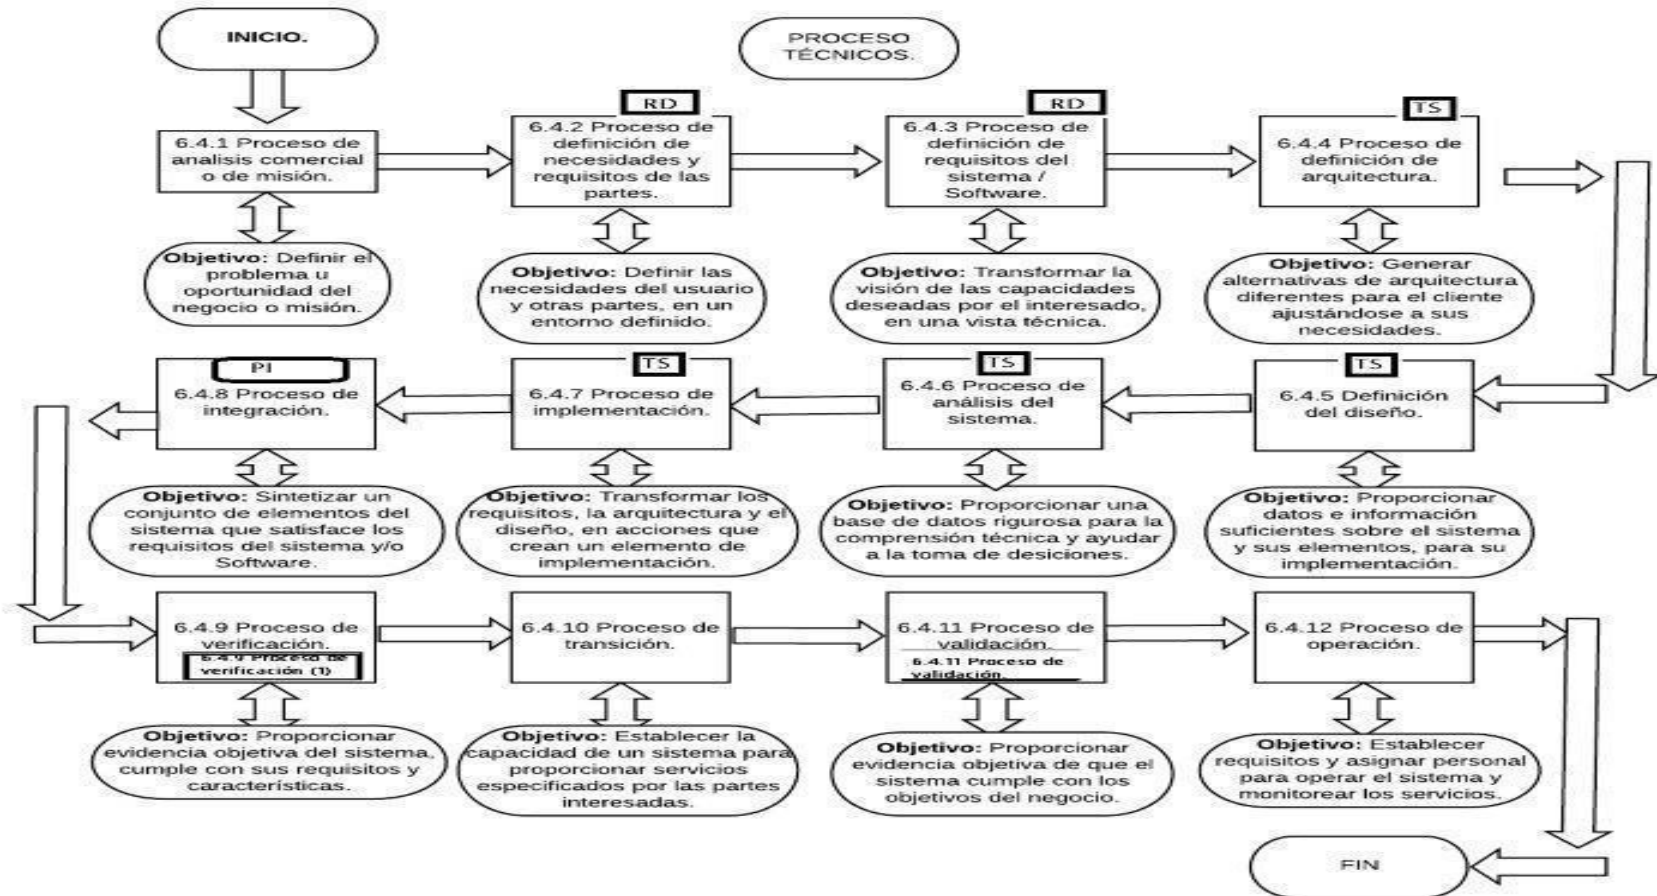 INICIO.
PROCESO
TÉCNICOS.
RD
RD
TS
6.4.1 Proceso de
analisis comercial
o de misión.
6.4.2 Proceso de
definición de
necesidades y
requisitos de las
partes.
6.4.3 Proceso de
definición de
requisitos del
sistema /
Software.
6.4.4 Proceso de
definición de
arquitectura.
Objetivo: Definir el
problema u
oportunidad del
negocio o misión.
Objetivo: Definir las
necesidades del usuario
y otras partes, en un
entorno definido.
Objetivo: Transformar la
visión de las capacidades
deseadas por el interesado,
en una vista técnica.
Objetivo: Generar
alternativas de arquitectura
diferentes para el cliente
ajustándose a sus
necesidades.
PI
6.4.8 Proceso de
integración.
TS
6.4.7 Proceso de
implementación.
TS
6.4.6 Proceso de
análisis del
sistema.
TS
6.4.5 Definición
del diseño.
Objetivo: Sintetizar un
conjunto de elementos del
sistema que satisface los
requisitos del sistema y/o
Software.
Objetivo: Transformar los
requisitos, la arquitectura y el
diseño, en acciones que
crean un elemento de
implementación.
Objetivo: Proporcionar una
base de datos rigurosa para la
comprensión técnica y ayudar
a la toma de desiciones.
Objetivo: Proporcionar
datos e información
suficientes sobre el sistema
y sus elementos, para su
implementación.
6.4.9 Proceso de
verificación.
6.4.9 Proceso de
verificación (1)
6.4.10 Proceso de
transición.
6.4.11 Proceso de
validación.
6.4.11 Proceso de
validación.
6.4.12 Proceso de
operación.
Objetivo: Proporcionar
evidencia objetiva del sistema,
cumple con sus requisitos y
características.
Objetivo: Establecer la
capacidad de un sistema para
proporcionar servicios
especificados por las partes
interesadas.
Objetivo: Proporcionar
evidencia objetiva de que el
sistema cumple con los
objetivos del negocio.
Objetivo: Establecer
requisitos y asignar personal
para operar el sistema y
monitorear los servicios.
FIN